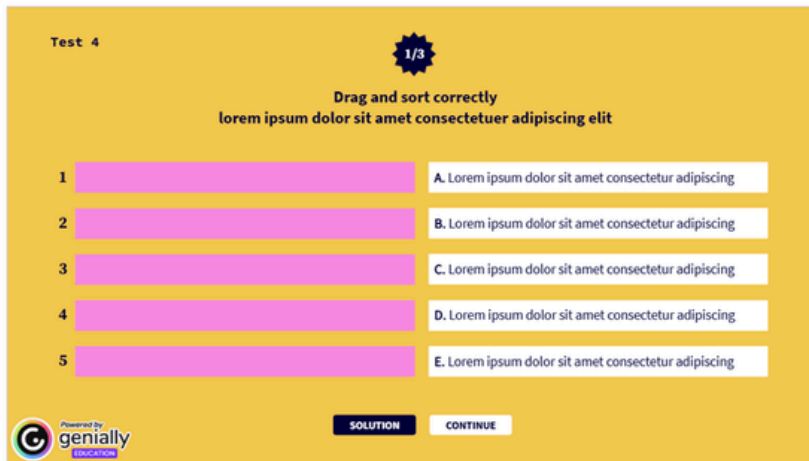 Test 4
1/3
Drag and sort correctly
lorem ipsum dolor sit amet consectetuer adipiscing elit
1
A. Lorem ipsum dolor sit amet consectetur adipiscing
2
B. Lorem ipsum dolor sit amet consectetur adipiscing
3
C. Lorem ipsum dolor sit amet consectetur adipiscing
4
D. Lorem ipsum dolor sit amet consectetur adipiscing
5
E. Lorem ipsum dolor sit amet consectetur adipiscing
SOLUTION
CONTINUE
Powered by
genially
EDUCATION